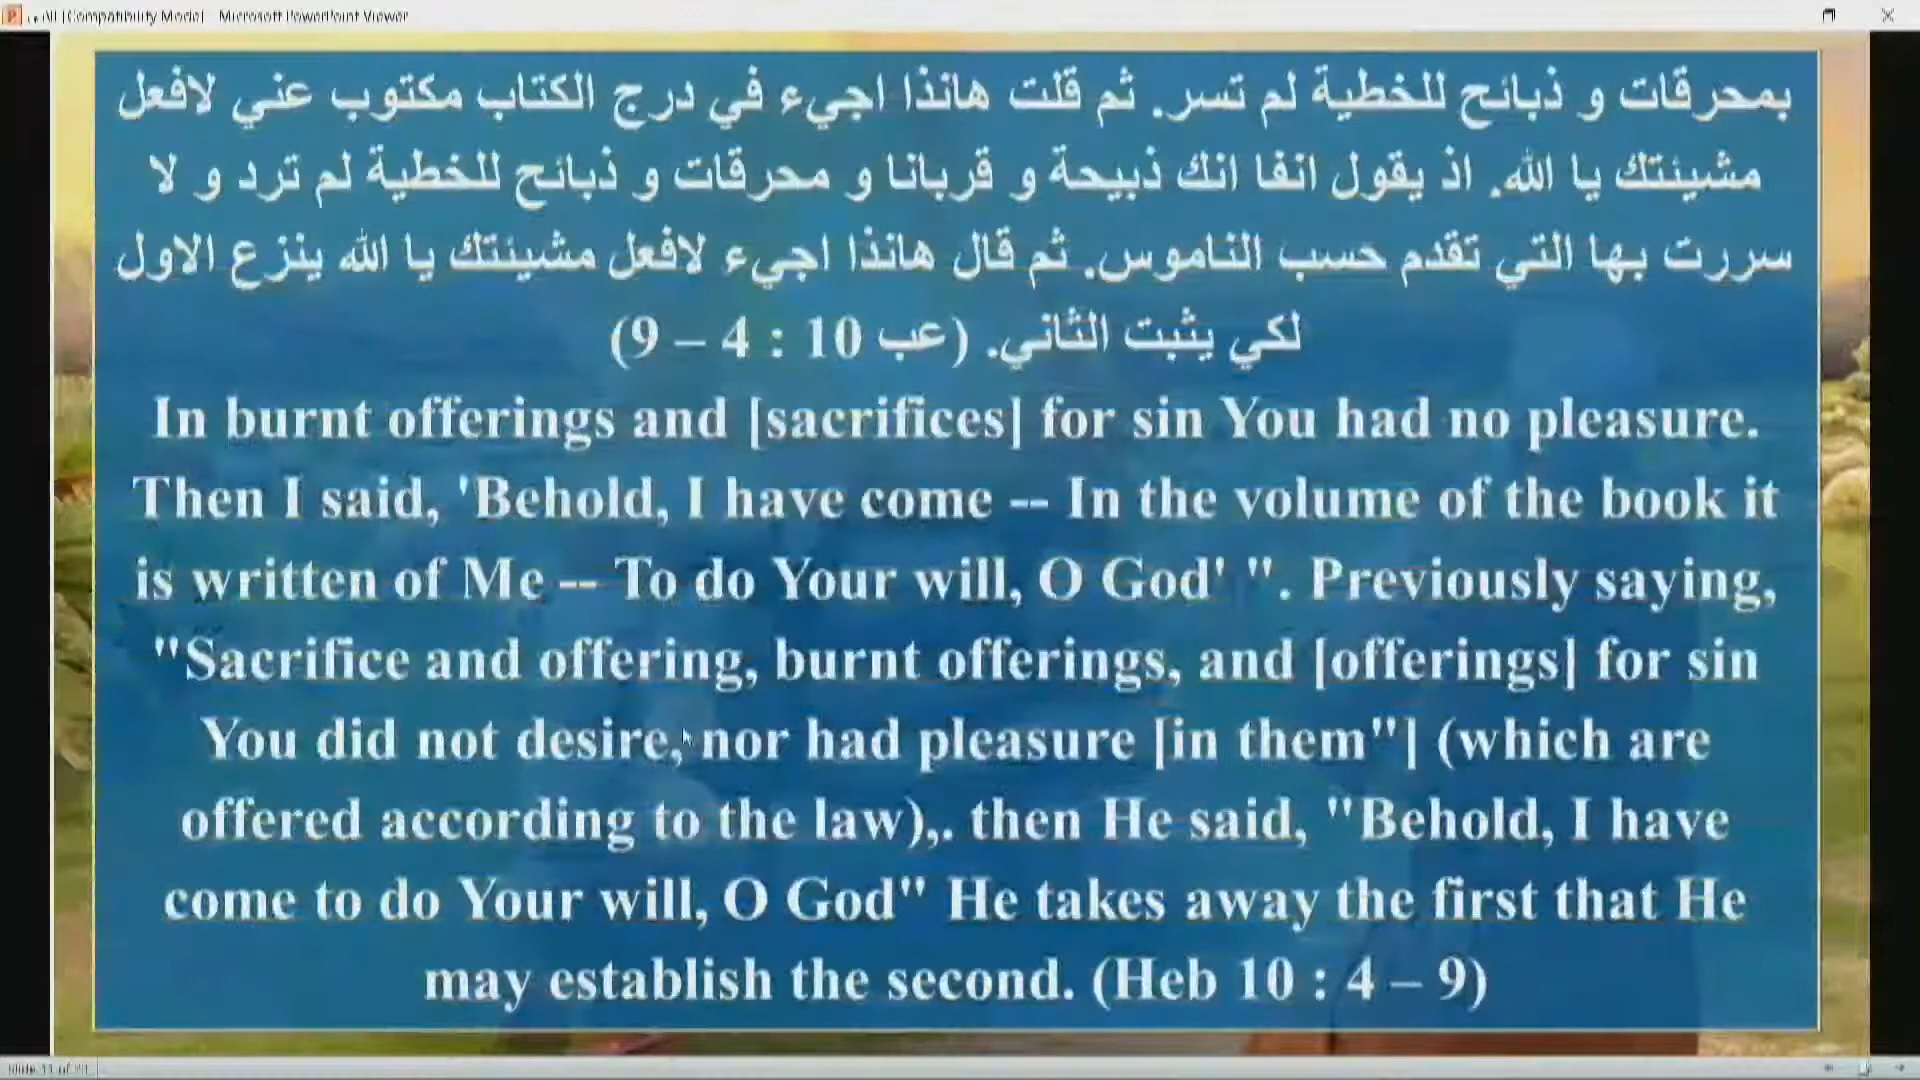 All [Compatibility Mode] - Microsoft PowerPoint Viewer
بمحرقات و ذبائح للخطية لم تسر. ثم قلت هانذا اجيء في درج الكتاب مكتوب عني لافعل
مشيئتك يا الله. اذ يقول انفا انك ذبيحة و قربانا و محرقات و ذبائح للخطية لم ترد و لا
سررت بها التي تقدم حسب الناموس. ثم قال هانذا اجيء لافعل مشيئتك يا الله ينزع الاول
لكي يثبت الثاني. (عب 10 : 4 – 9)
In burnt offerings and [sacrifices] for sin You had no pleasure.
Then I said, 'Behold, I have come -- In the volume of the book it
is written of Me -- To do Your will, O God' ". Previously saying,
"Sacrifice and offering, burnt offerings, and [offerings] for sin
You did not desire, nor had pleasure [in them"] (which are
offered according to the law),. then He said, "Behold, I have
come to do Your will, O God" He takes away the first that He
may establish the second. (Heb 10 : 4 – 9)
Slide 11 of